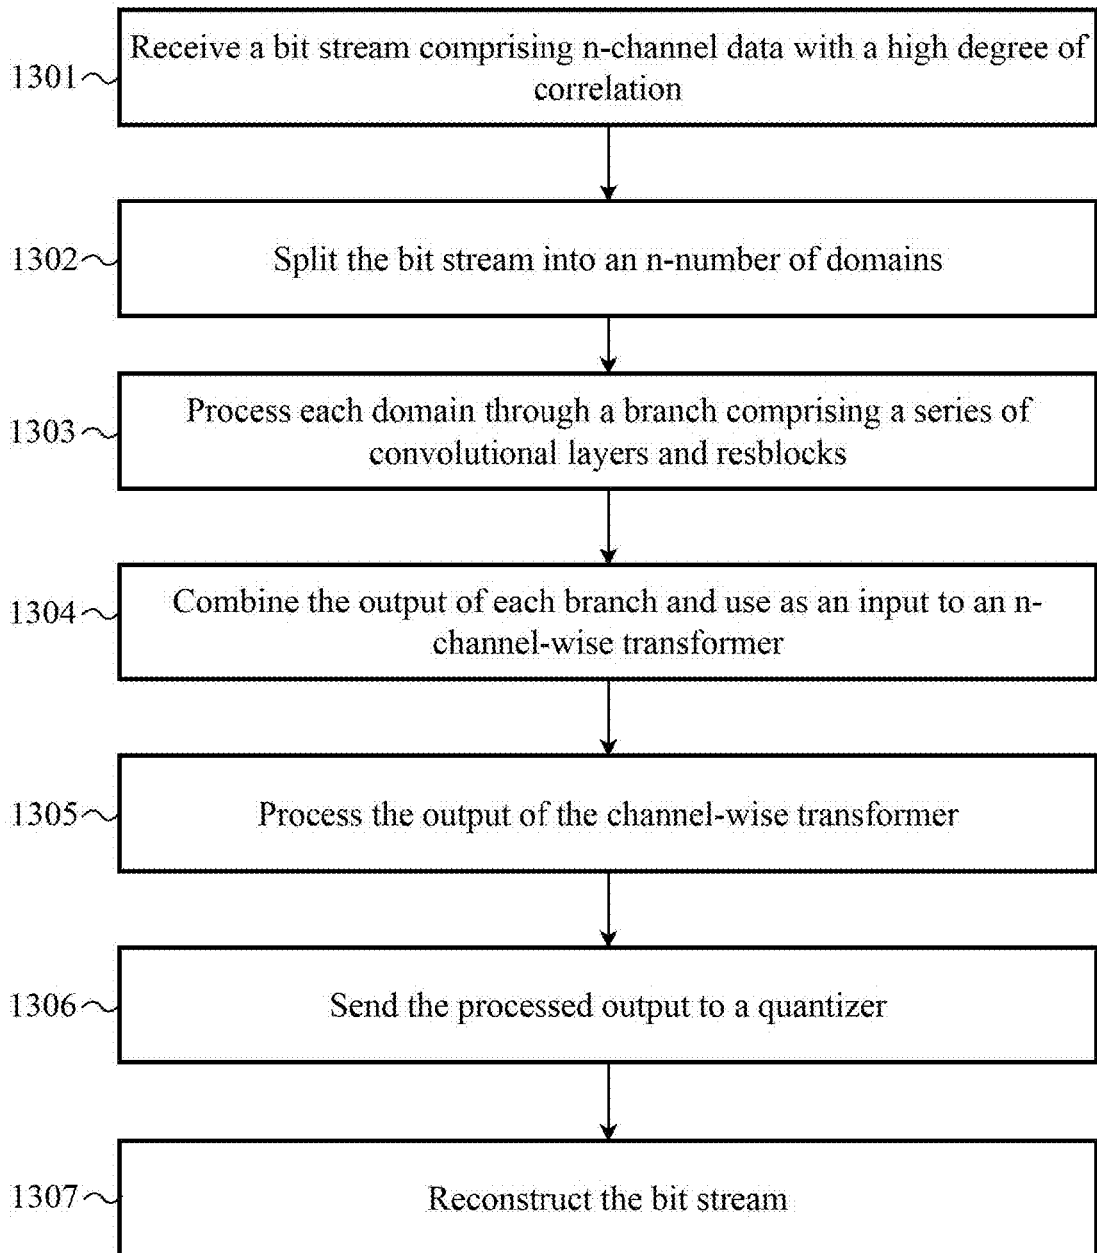 1301
Receive a bit stream comprising n-channel data with a high degree of
correlation
1302
Split the bit stream into an n-number of domains
1303
Process each domain through a branch comprising a series of
convolutional layers and resblocks
1304
Combine the output of each branch and use as an input to an n-
channel-wise transformer
1305
Process the output of the channel-wise transformer
1306
Send the processed output to a quantizer
1307
Reconstruct the bit stream